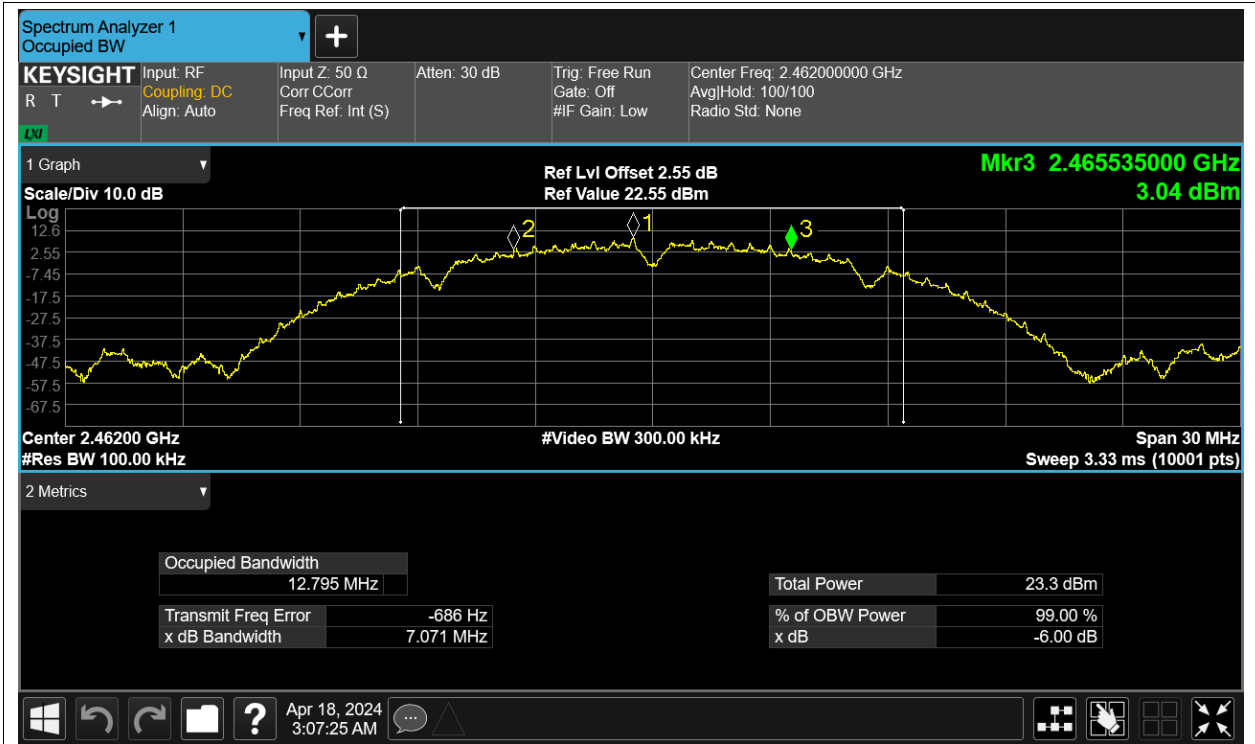 Spectrum Analyzer 1
Occupied BW
KEYSIGHT
R T
LXI
Input: RF
Coupling: DC
Align: Auto
Input Z: 50 Ω
Corr CCorr
Freq Ref: Int (S)
Atten: 30 dB
Trig: Free Run
Gate: Off
#IF Gain: Low
Center Freq: 2.462000000 GHz
Avg|Hold: 100/100
Radio Std: None
1 Graph
Scale/Div 10.0 dB
Ref Lvl Offset 2.55 dB
Ref Value 22.55 dBm
Mkr3 2.465535000 GHz
3.04 dBm
Log
12.6
2.55
-7.45
-17.5
-27.5
-37.5
-47.5
-57.5
-67.5
2
1
3
Center 2.46200 GHz
#Video BW 300.00 kHz
Span 30 MHz
#Res BW 100.00 kHz
Sweep 3.33 ms (10001 pts)
2 Metrics
Occupied Bandwidth
12.795 MHz
Total Power 23.3 dBm
Transmit Freq Error -686 Hz
% of OBW Power 99.00 %
x dB Bandwidth 7.071 MHz
x dB -6.00 dB
?
Apr 18, 2024
3:07:25 AM